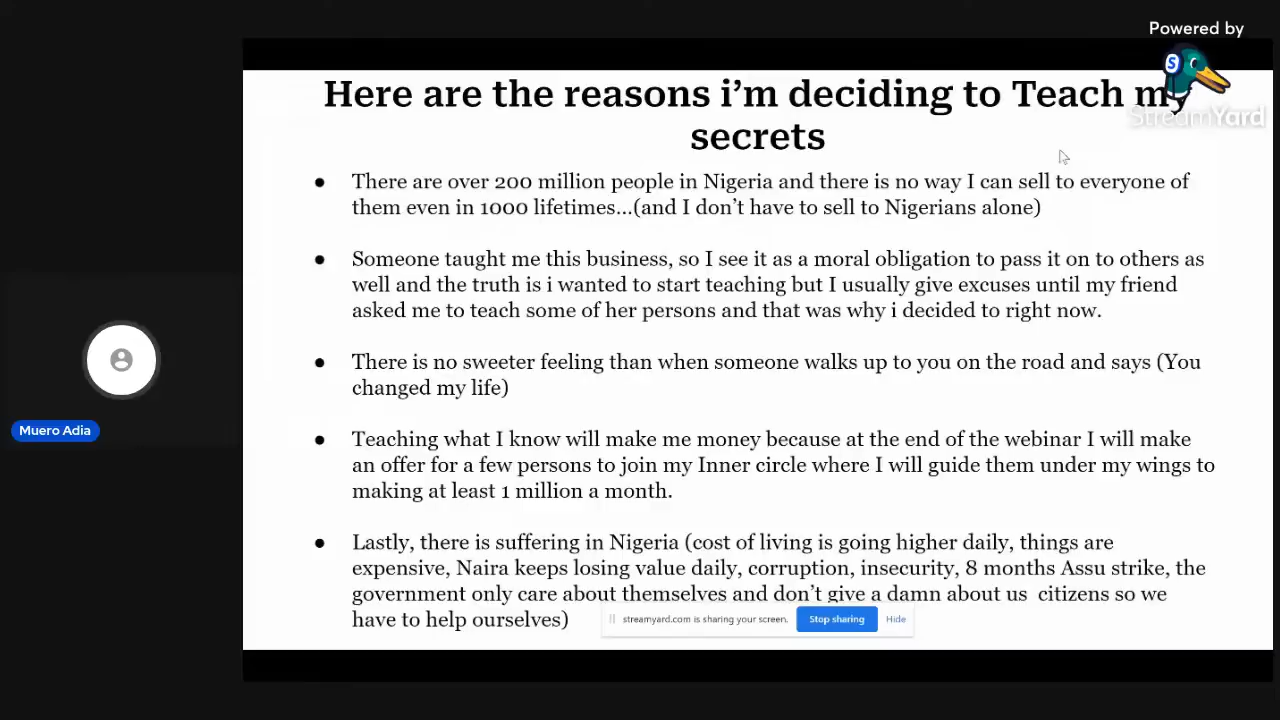 Powered by
StreamYard
Here are the reasons i'm deciding to Teach my
secrets
● There are over 200 million people in Nigeria and there is no way I can sell to everyone of
them even in 1000 lifetimes...(and I don't have to sell to Nigerians alone)
● Someone taught me this business, so I see it as a moral obligation to pass it on to others as
well and the truth is i wanted to start teaching but I usually give excuses until my friend
asked me to teach some of her persons and that was why i decided to right now.
● There is no sweeter feeling than when someone walks up to you on the road and says (You
changed my life)
● Teaching what I know will make me money because at the end of the webinar I will make
an offer for a few persons to join my Inner circle where I will guide them under my wings to
making at least 1 million a month.
● Lastly, there is suffering in Nigeria (cost of living is going higher daily, things are
expensive, Naira keeps losing value daily, corruption, insecurity, 8 months Assu strike, the
government only care about themselves and don't give a damn about us citizens so we
have to help ourselves)
streamyard.com is sharing your screen. Stop sharing Hide
Muero Adia